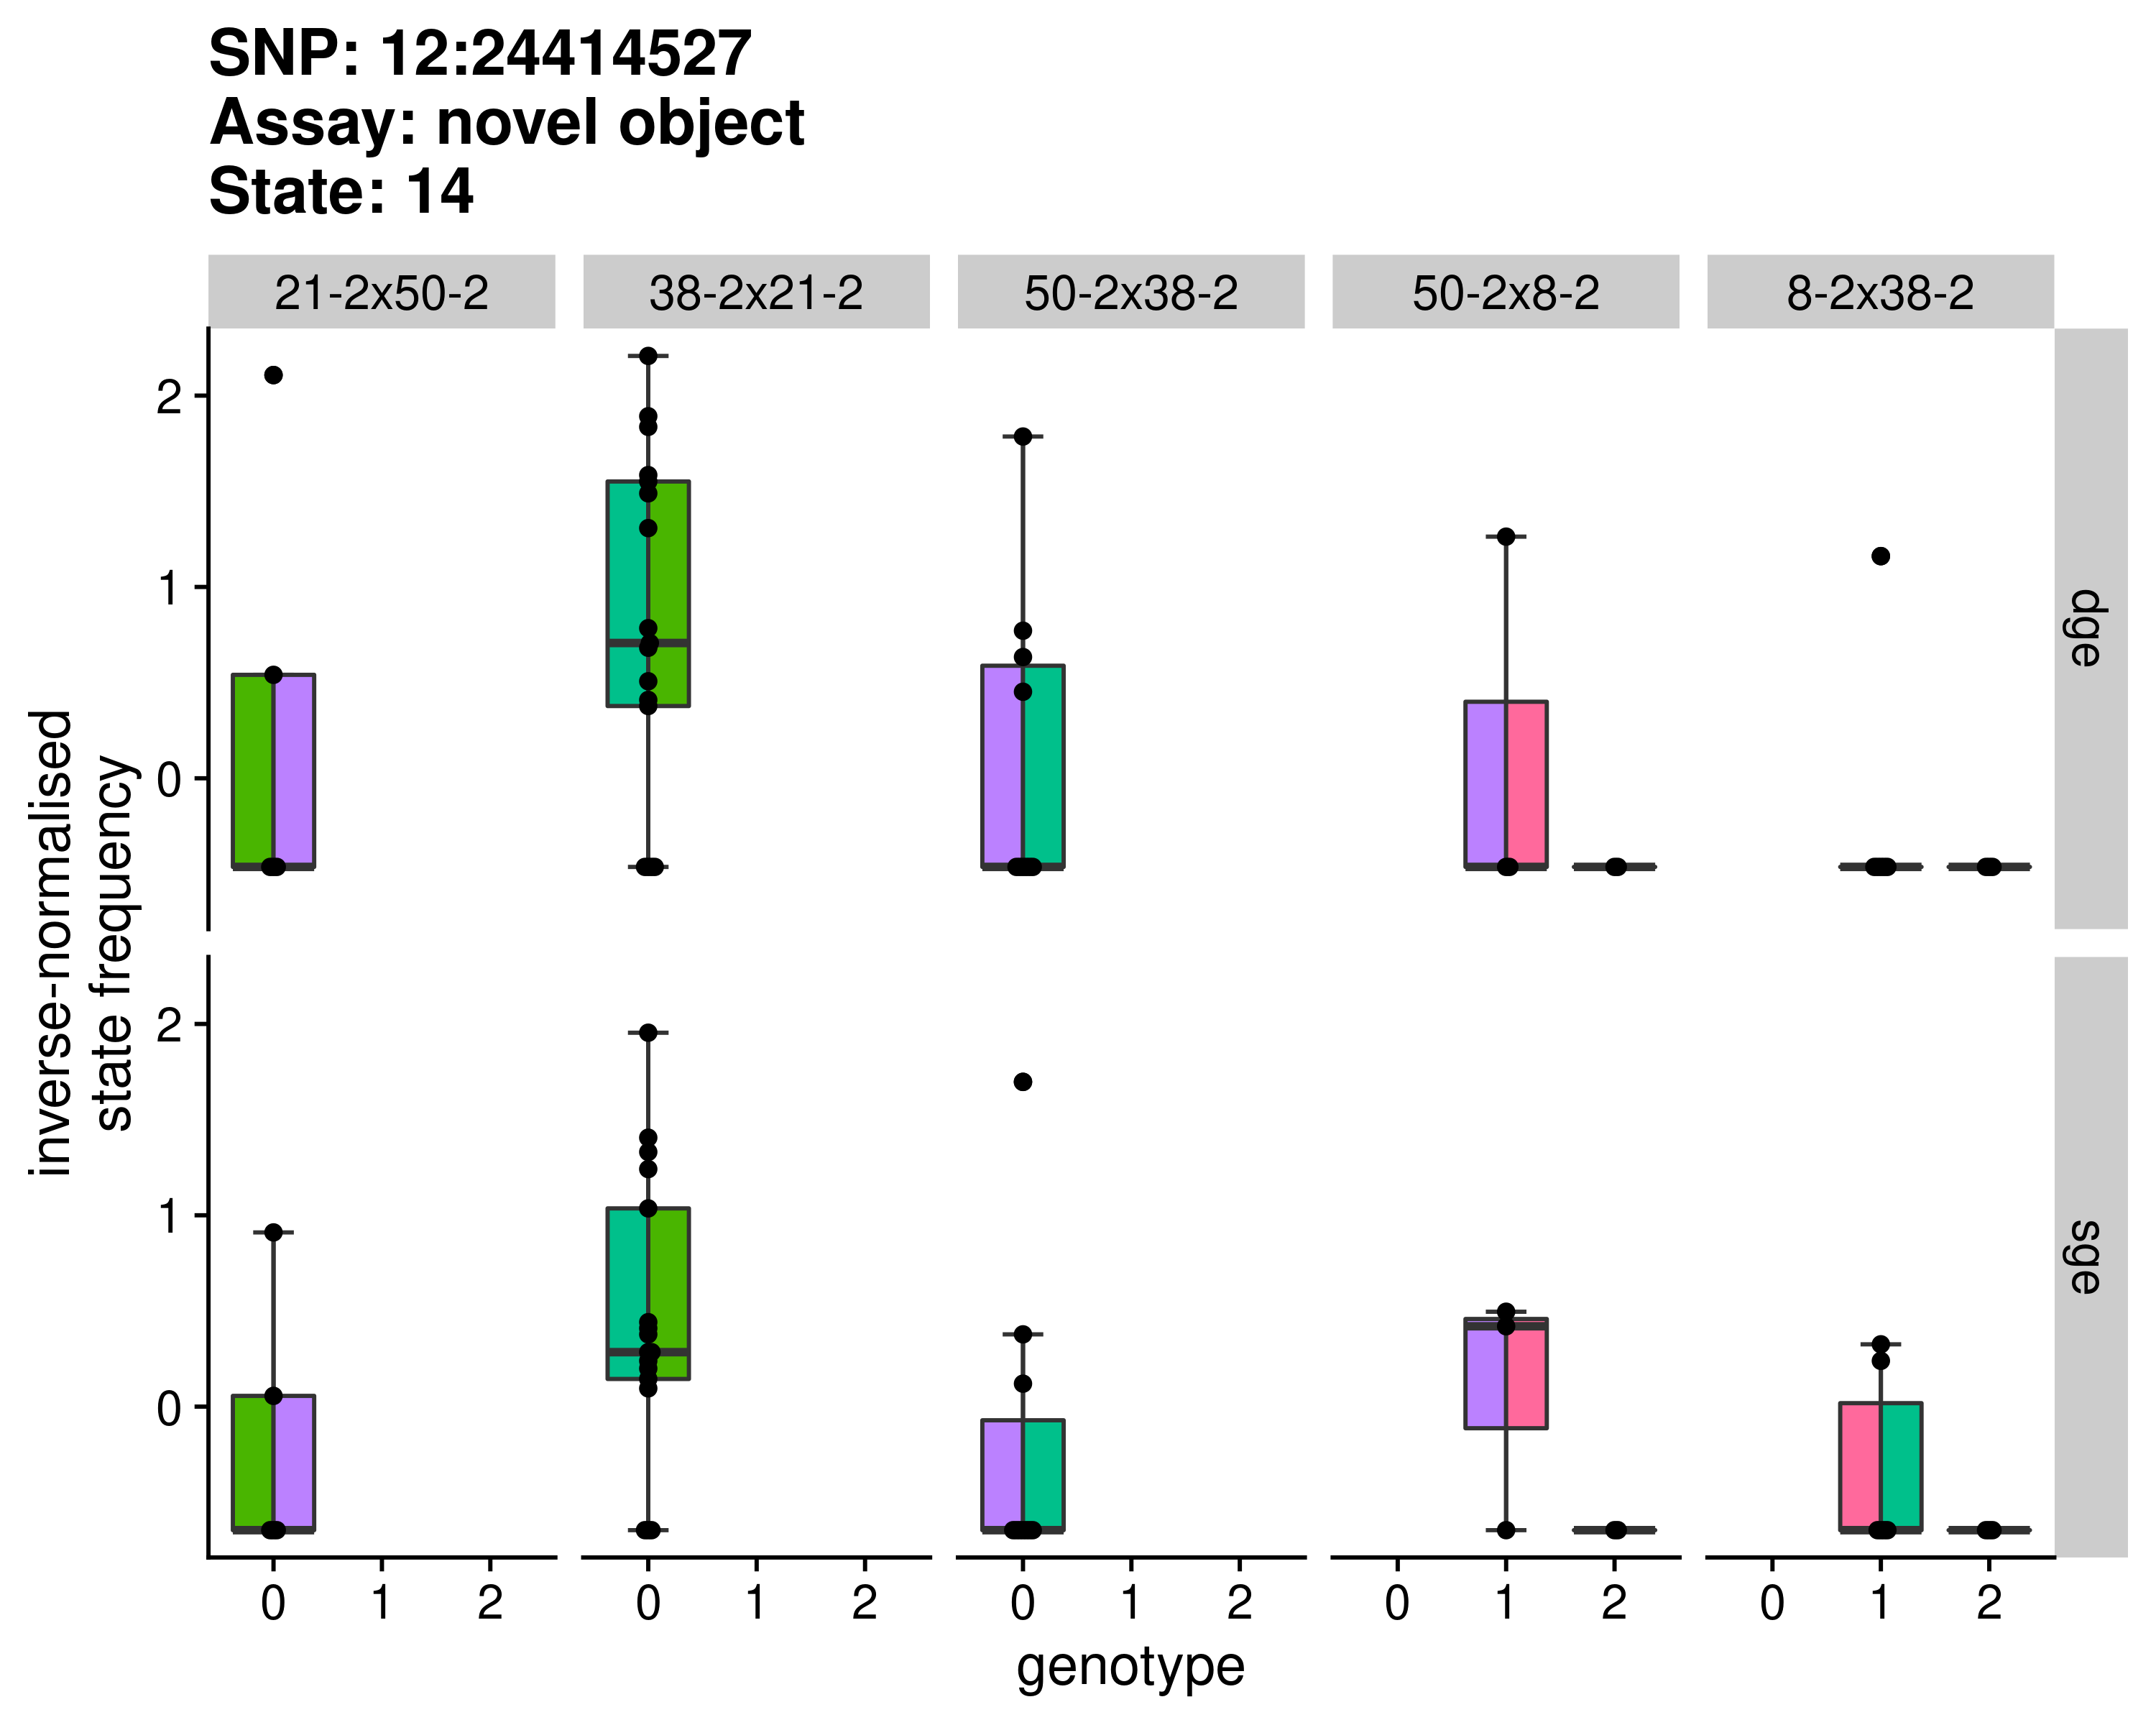 SNP: 12:24414527
Assay: novel object
State: 14
21-2x50-2 38-2x21-2 50-2x38-2 50-2x8-2 8-2x38-2
2
1
0
dge
inverse-normalised
state frequency
2
1
0
sge
0 1 2 0 1 2 0 1 2 0 1 2 0 1 2
genotype